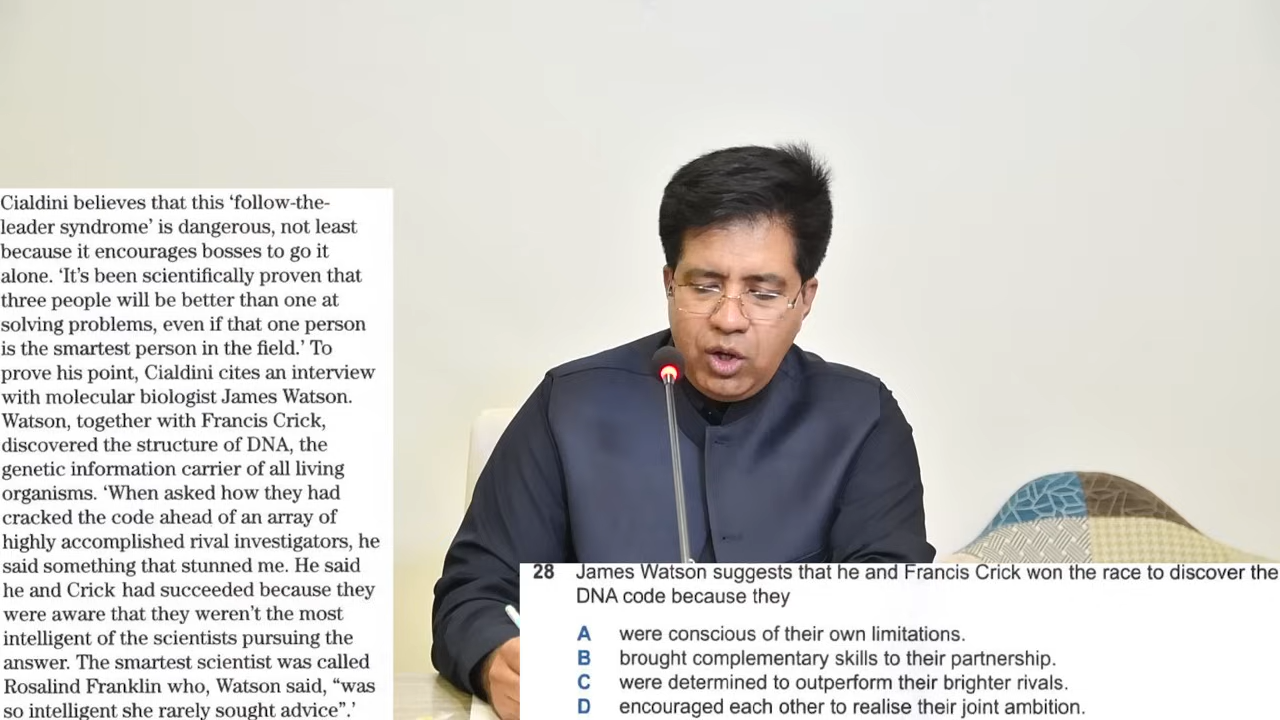 Cialdini believes that this ‘follow-the-
leader syndrome’ is dangerous, not least
because it encourages bosses to go it
alone. ‘It’s been scientifically proven that
three people will be better than one at
solving problems, even if that one person
is the smartest person in the field.’ To
prove his point, Cialdini cites an interview
with molecular biologist James Watson.
Watson, together with Francis Crick,
discovered the structure of DNA, the
genetic information carrier of all living
organisms. ‘When asked how they had
cracked the code ahead of an array of
highly accomplished rival investigators, he
said something that stunned me. He said
he and Crick had succeeded because they
were aware that they weren’t the most
intelligent of the scientists pursuing the
answer. The smartest scientist was called
Rosalind Franklin who, Watson said, “was
so intelligent she rarely sought advice”.’
28 James Watson suggests that he and Francis Crick won the race to discover the
DNA code because they
A were conscious of their own limitations.
B brought complementary skills to their partnership.
C were determined to outperform their brighter rivals.
D encouraged each other to realise their joint ambition.